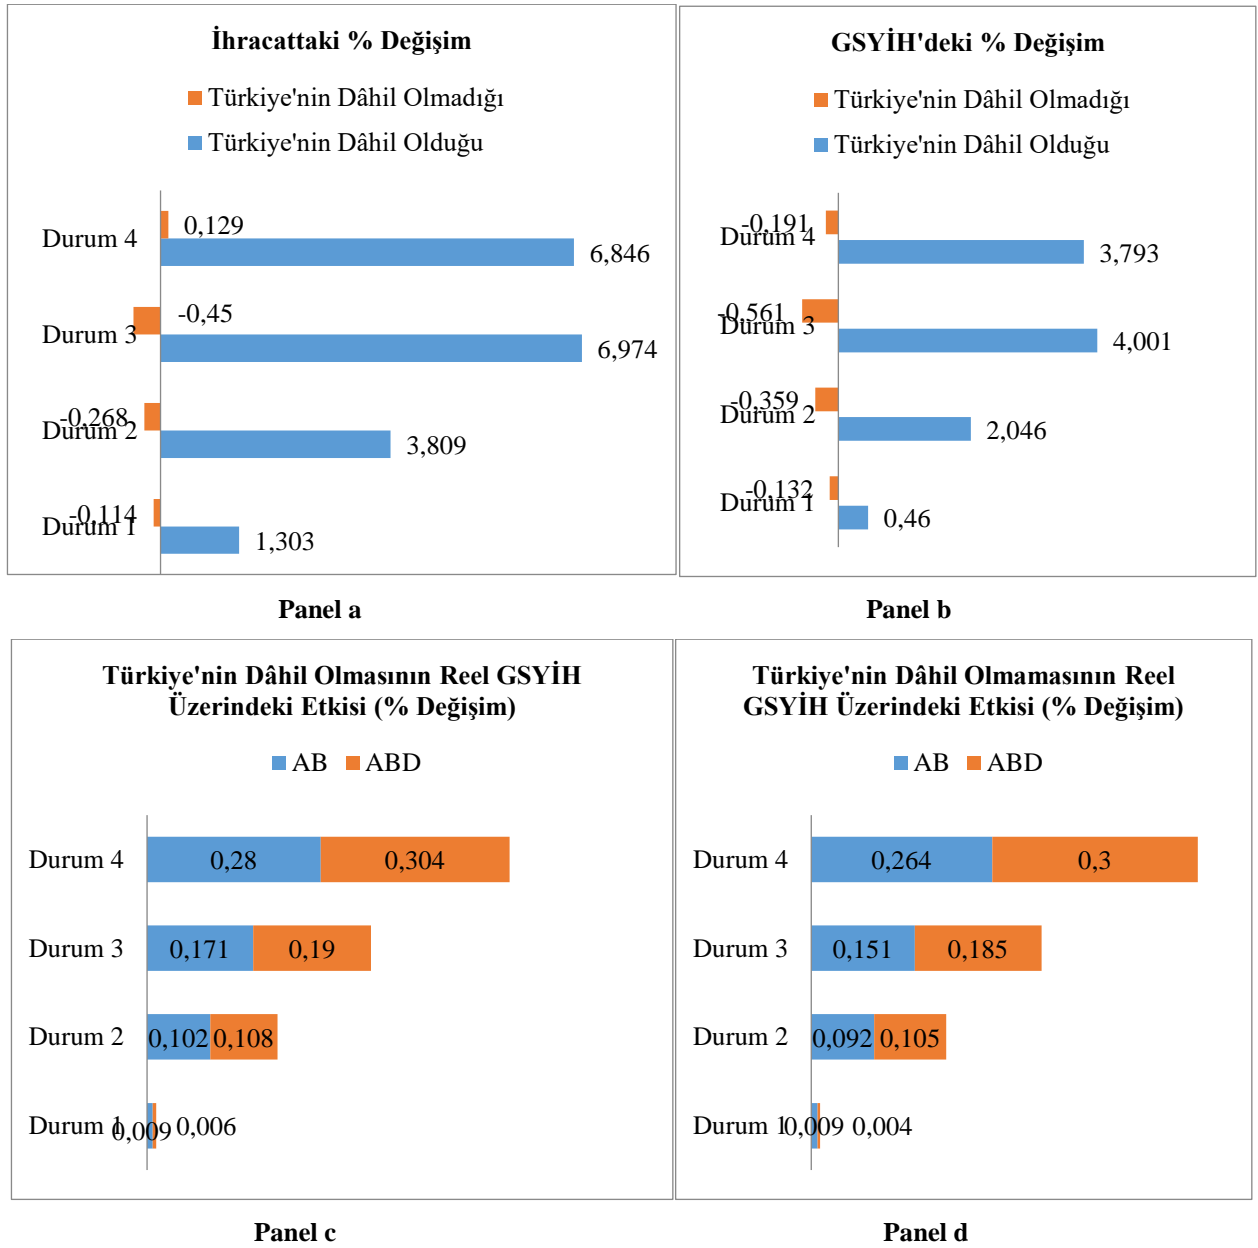 İhracattaki % Değişim
Türkiye'nin Dâhil Olmadığı
Türkiye'nin Dâhil Olduğu
0,129
Durum 4
6,846
-0,45
Durum 3
6,974
-0,268
Durum 2
3,809
-0,114
Durum 1
1,303
Panel a
GSYİH'deki % Değişim
Türkiye'nin Dâhil Olmadığı
Türkiye'nin Dâhil Olduğu
-0,191
Durum 4
3,793
-0,561
Durum 3
4,001
-0,359
Durum 2
2,046
-0,132
Durum 1
0,46
Panel b
Türkiye'nin Dâhil Olmasının Reel GSYİH
Üzerindeki Etkisi (% Değişim)
AB ABD
Durum 4 0,28 0,304
Durum 3 0,171 0,19
Durum 2 0,102 0,108
Durum 1 0,009 0,006
Panel c
Türkiye'nin Dâhil Olmamasının Reel
GSYİH Üzerindeki Etkisi (% Değişim)
AB ABD
Durum 4 0,264 0,3
Durum 3 0,151 0,185
Durum 2 0,092 0,105
Durum 1 0,009 0,004
Panel d